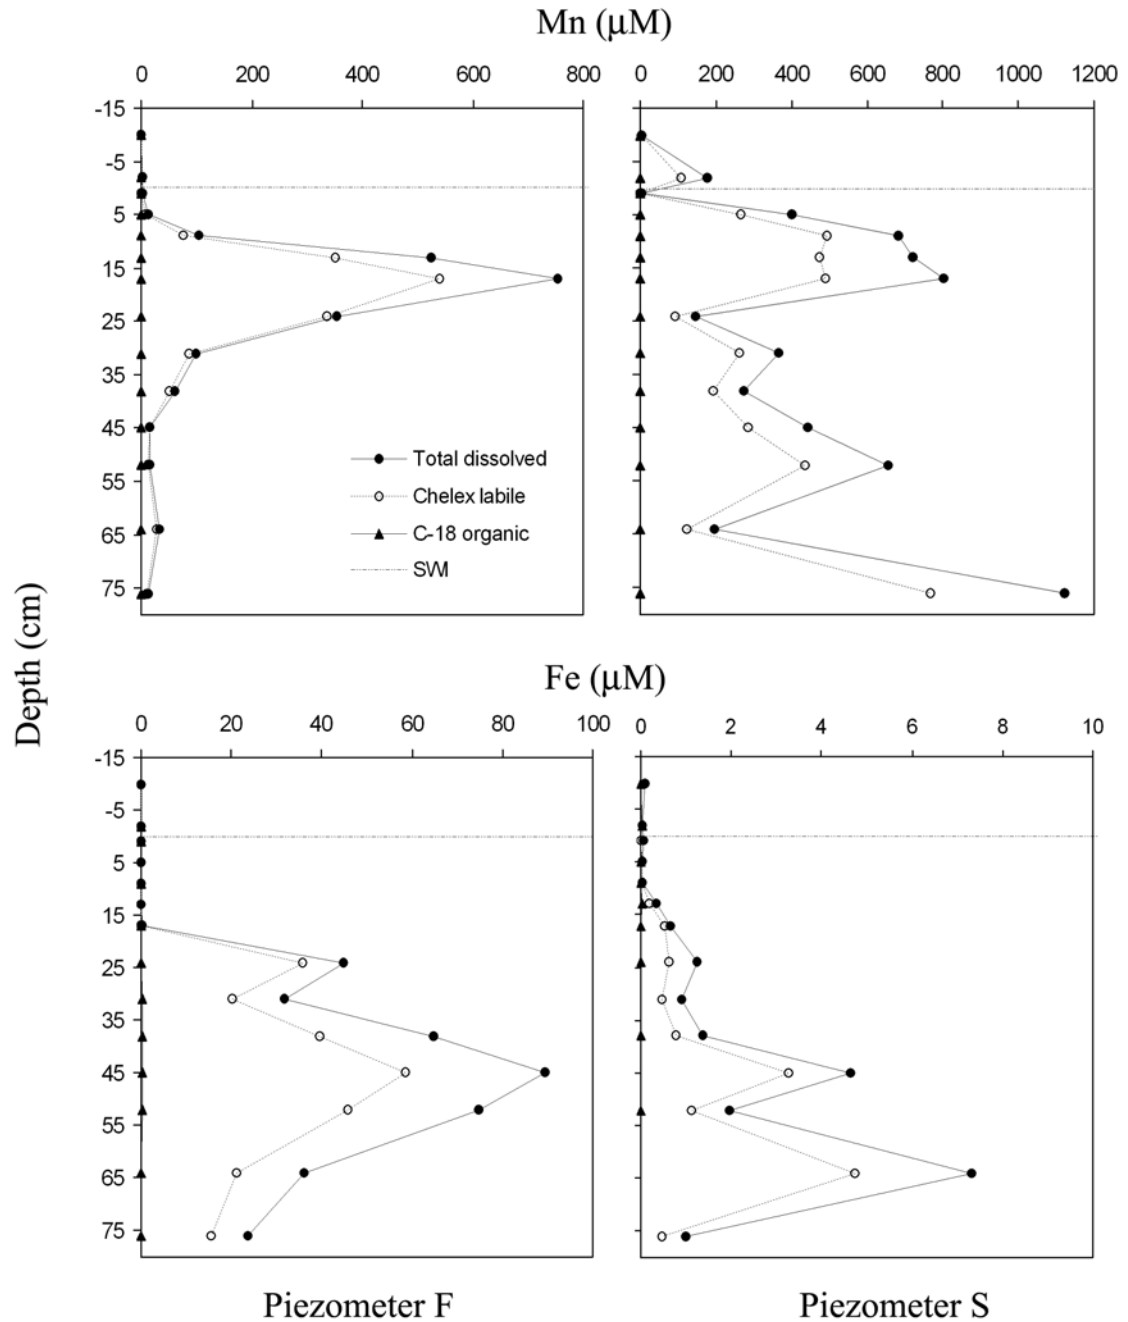 Mn (μM)
0 200 400 600 800
0 200 400 600 800 1000 1200
-15
-5
5
15
25
35
45
55
65
75
Total dissolved
Chelex labile
C-18 organic
SWI
Depth (cm)
Fe (μM)
0 20 40 60 80 100
0 2 4 6 8 10
-15
-5
5
15
25
35
45
55
65
75
Piezometer F
Piezometer S